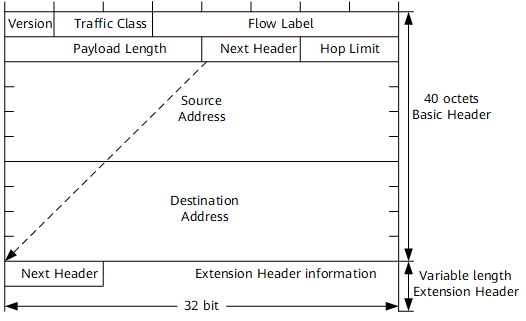 Version Traffic Class Flow Label
Payload Length Next Header Hop Limit
Source
Address
40 octets
Basic Header
Destination
Address
Next Header Extension Header information
Variable length
Extension Header
32 bit